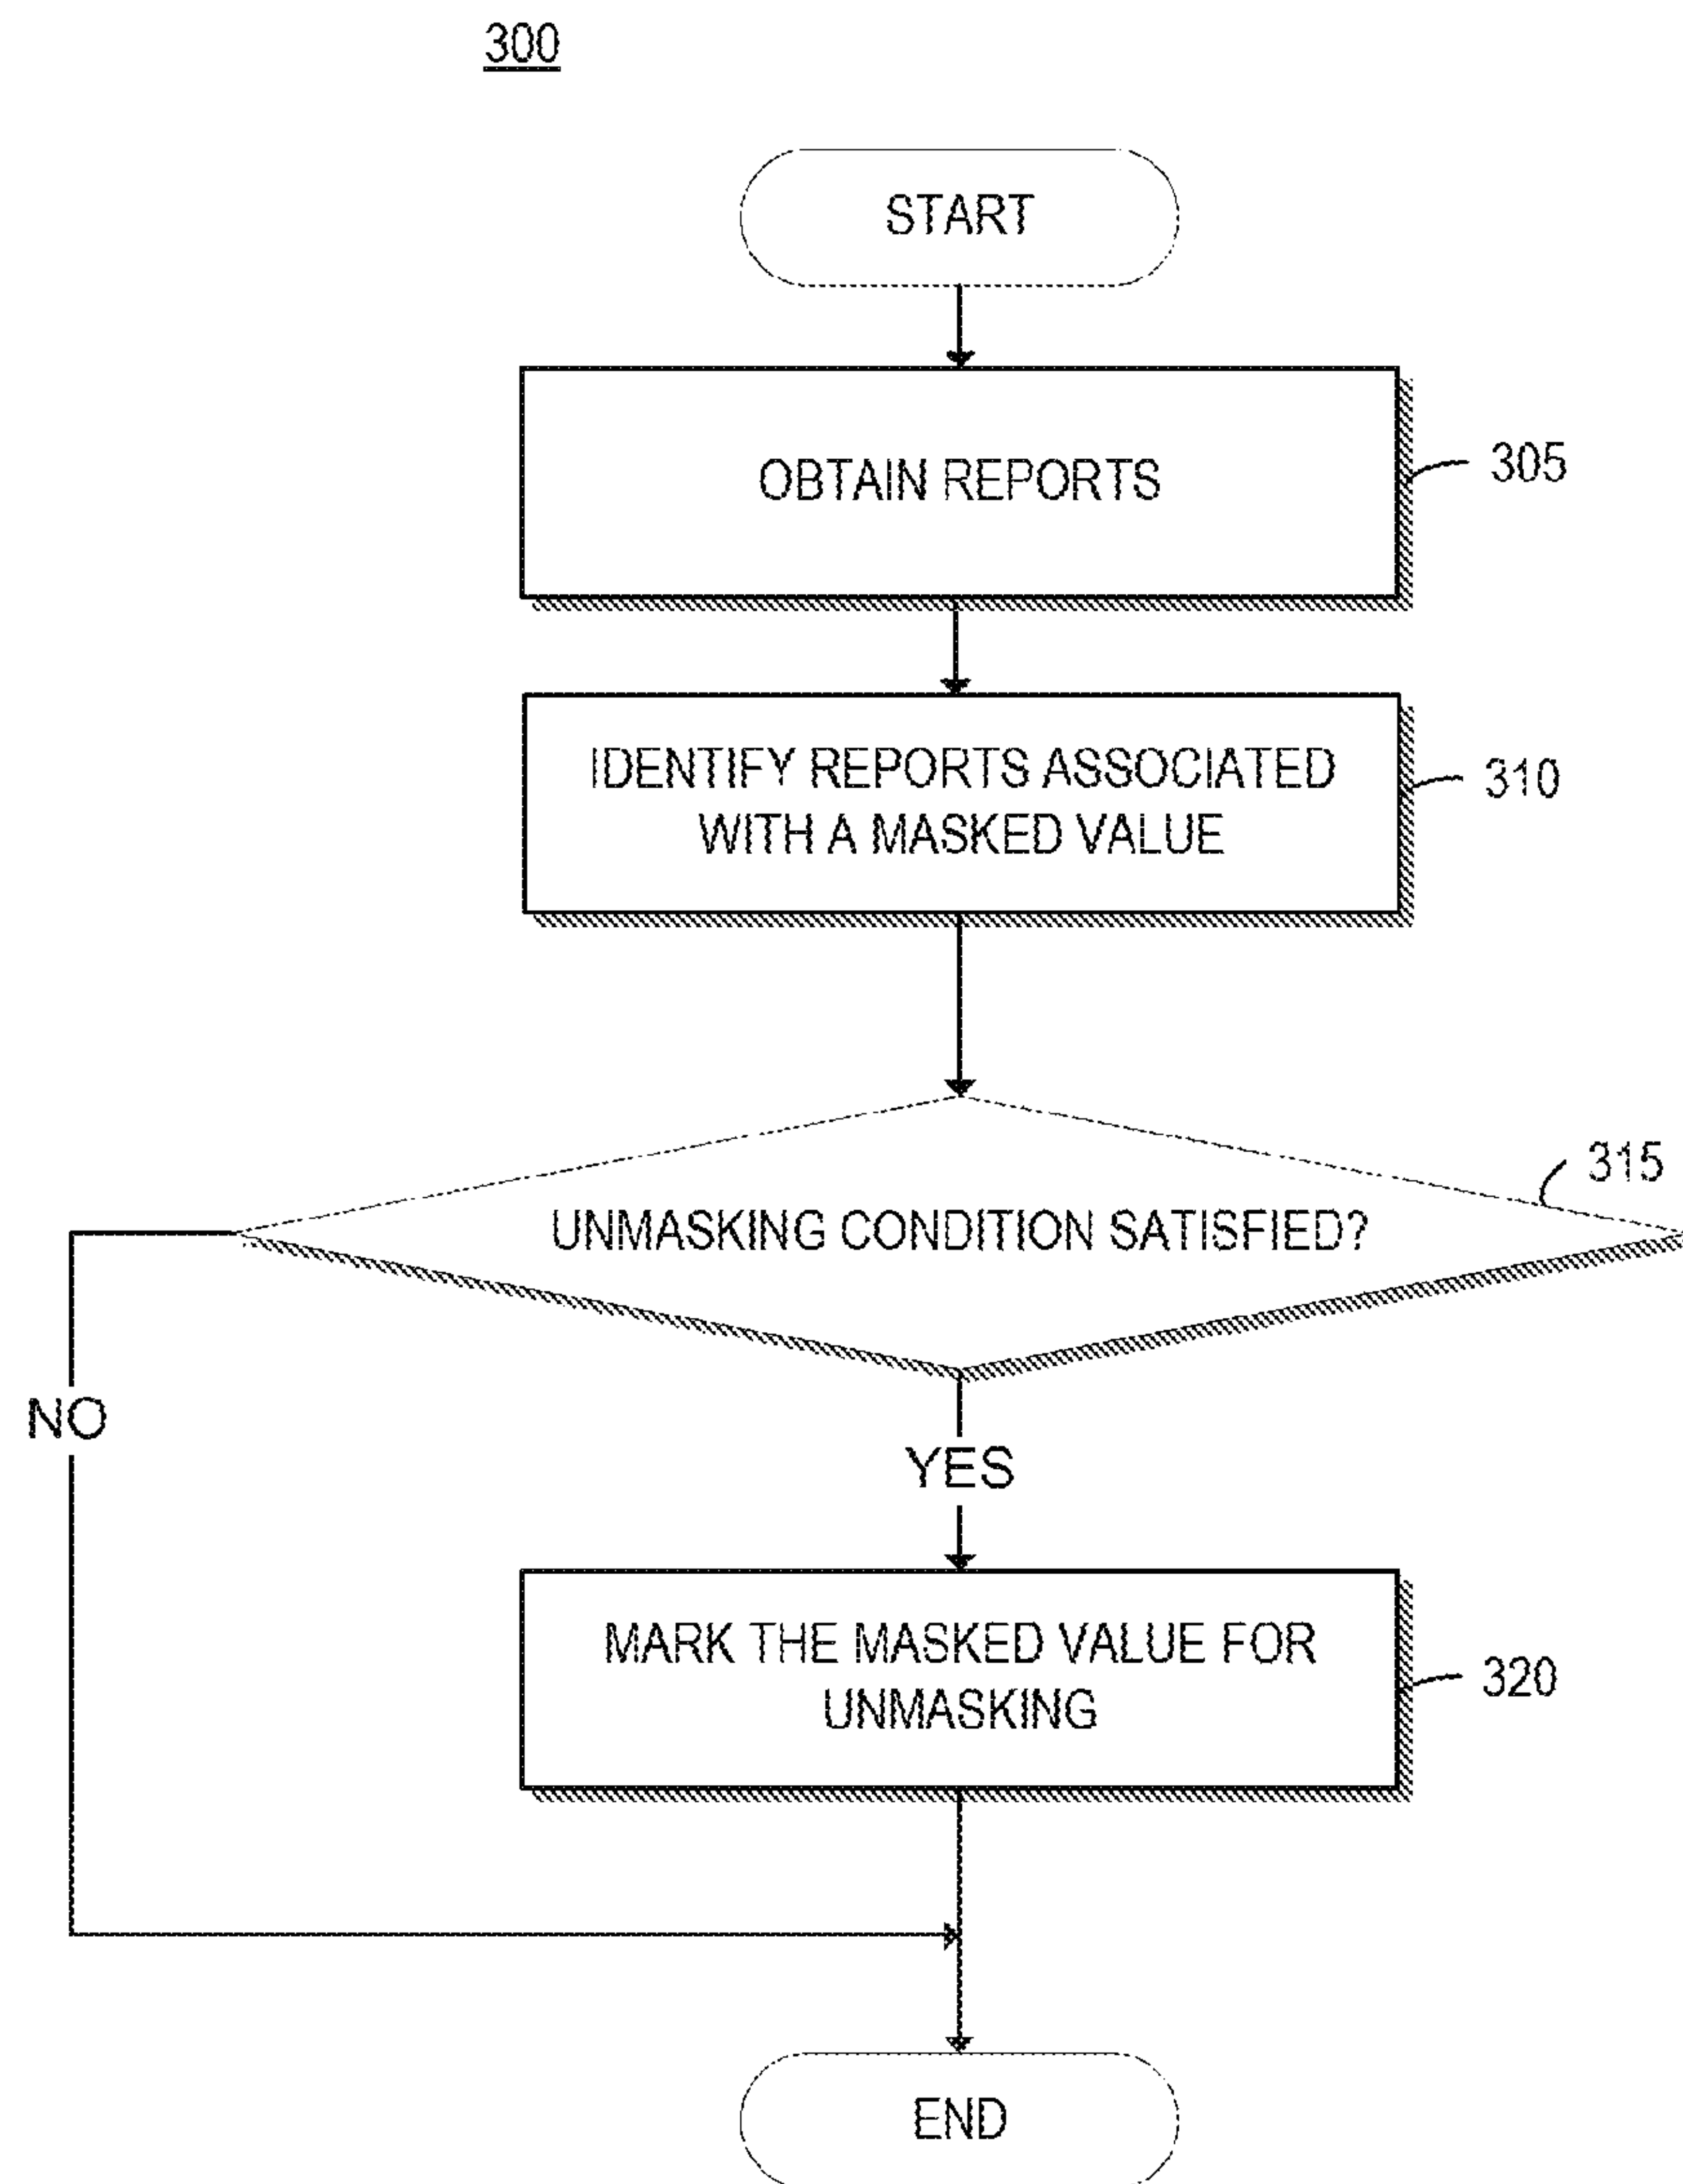 300
START
OBTAIN REPORTS
305
IDENTIFY REPORTS ASSOCIATED
WITH A MASKED VALUE
310
315
UNMASKING CONDITION SATISFIED?
NO
YES
MARK THE MASKED VALUE FOR
UNMASKING
320
END